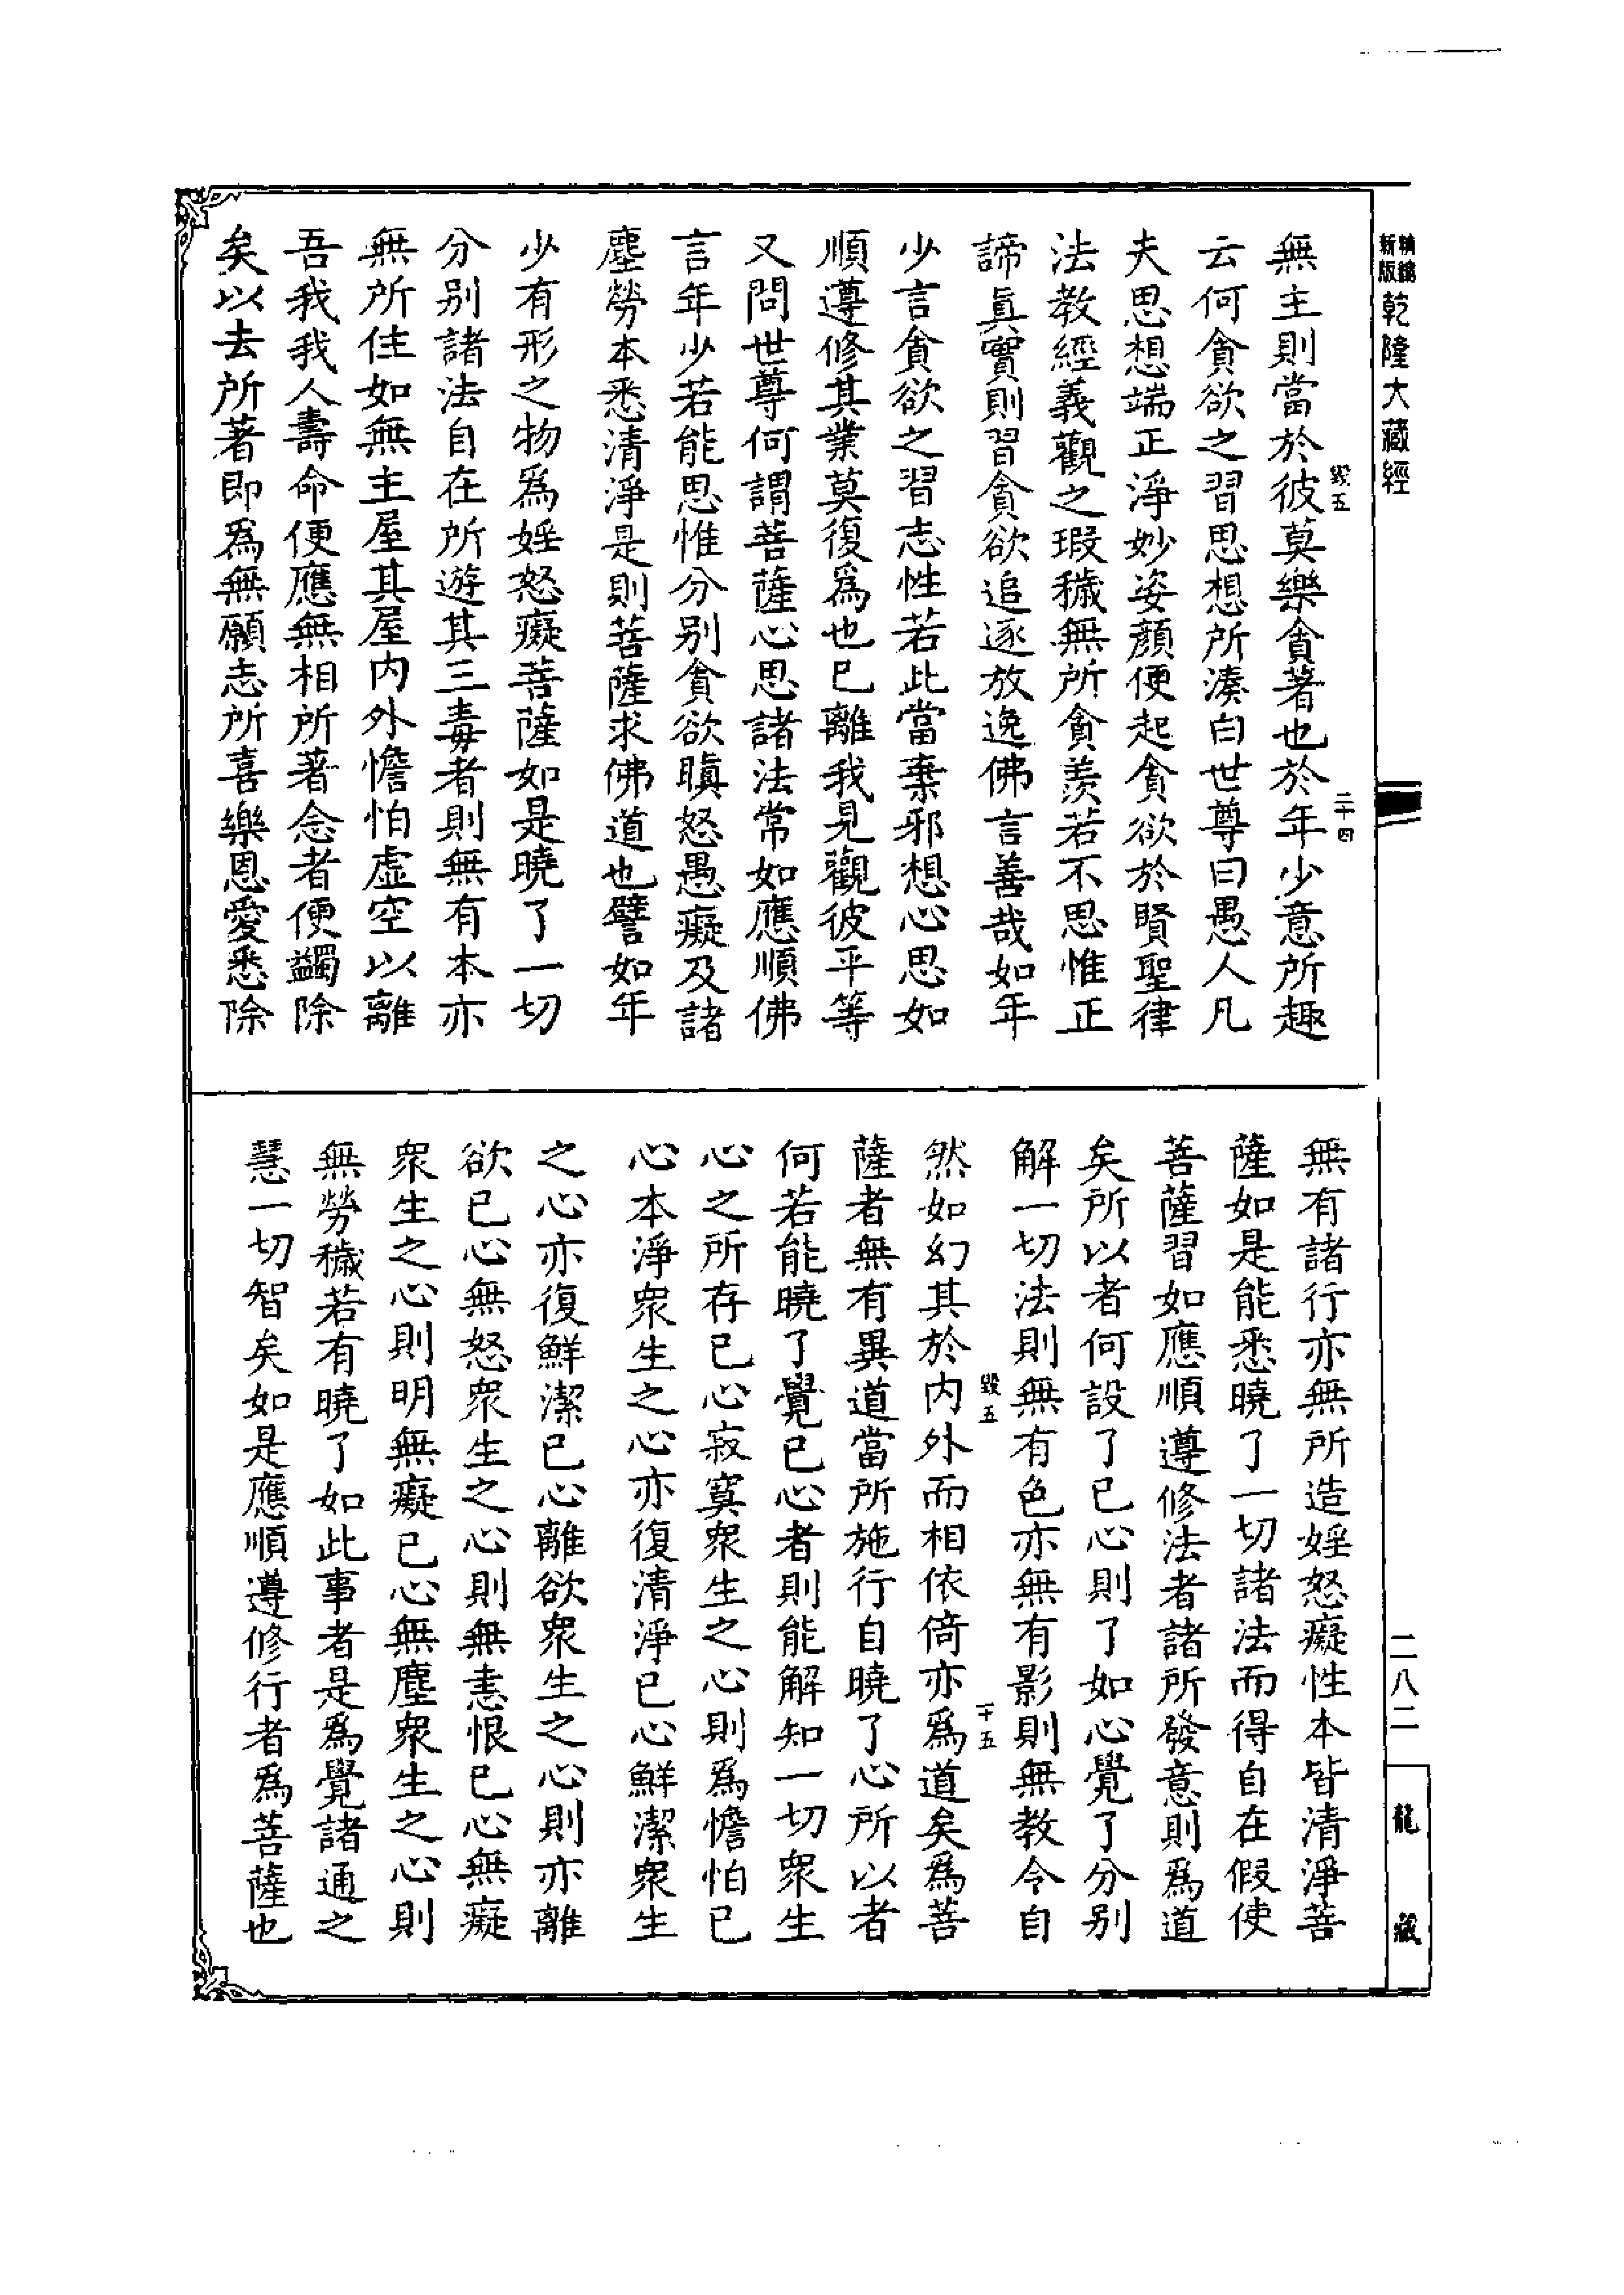 新編
縮版
乾隆大藏經
毀五
二十四
無主則當於彼莫樂貪著也於年少意所趣
云何貪欲之習思想所湊白世尊曰愚人凡
夫思想端正淨妙姿顏便起貪欲於賢聖律
法教經義觀之瑕穢無所貪羨若不思惟正
諦真實則習貪欲追逐放逸佛言善哉如年
少言貪欲之習志性若此當棄邪想心思如
順遵修其業莫復爲也已離我見觀彼平等
又問世尊何謂菩薩心思諸法常如應順佛
言年少若能思惟分別貪欲瞋怒愚癡及諸
塵勞本悉清淨是則菩薩求佛道也譬如年
少有形之物爲婬怒癡菩薩如是曉了一切
分別諸法自在所遊其三毒者則無有本亦
無所住如無主屋其屋內外憺怕虛空以離
吾我我人壽命便應無相所著念者便蠲除
矣以去所著即爲無願志所喜樂恩愛悉除
無有諸行亦無所造婬怒癡性本皆清淨菩
薩如是能悉曉了一切諸法而得自在假使
菩薩習如應順遵修法者諸所發意則爲道
矣所以者何設了已心則了如心覺了分別
解一切法則無有色亦無有影則無教令自
毀五
十五
然如幻其於內外而相依倚亦爲道矣爲菩
薩者無有異道當所施行自曉了心所以者
何若能曉了覺已心者則能解知一切眾生
心之所存已心寂寞眾生之心則爲憺怕已
心本淨眾生之心亦復清淨已心鮮潔眾生
之心亦復鮮潔已心離欲眾生之心則亦離
欲已心無怒眾生之心則無恚恨已心無癡
眾生之心則明無癡已心無塵眾生之心則
無勞穢若有曉了如此事者是爲覺諸通之
慧一切智矣如是應順遵修行者爲菩薩也
二八二
龍藏